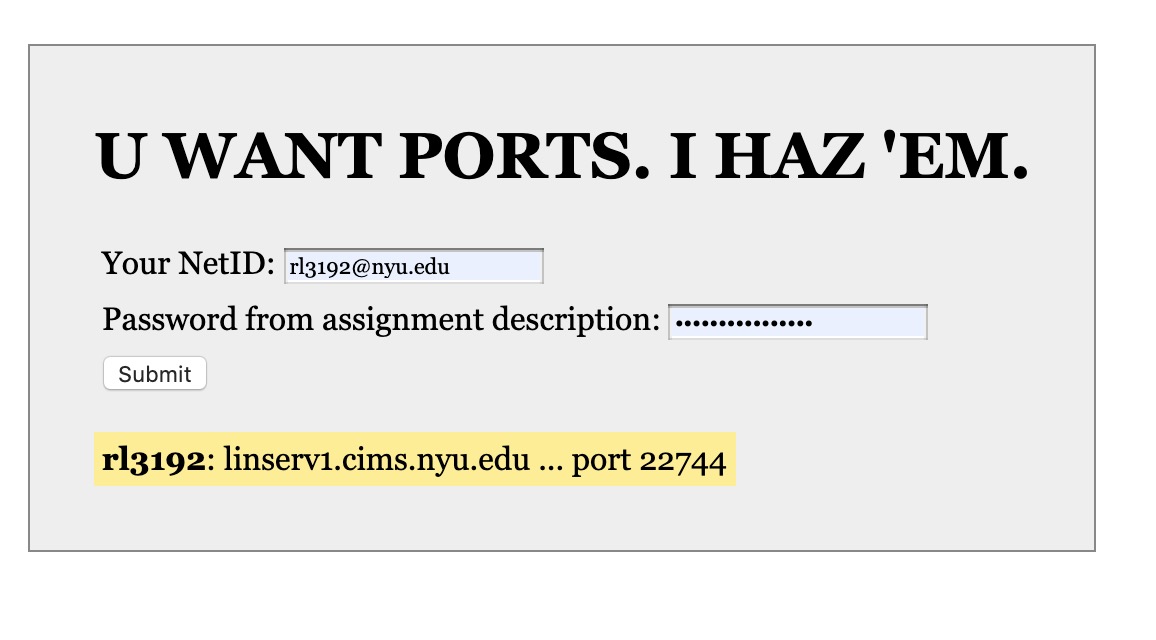 U WANT PORTS. I HAZ 'EM.
Your NetID: rl3192@nyu.edu
Password from assignment description: ••••••••••••••••
Submit
rl3192: linserv1.cims.nyu.edu ... port 22744